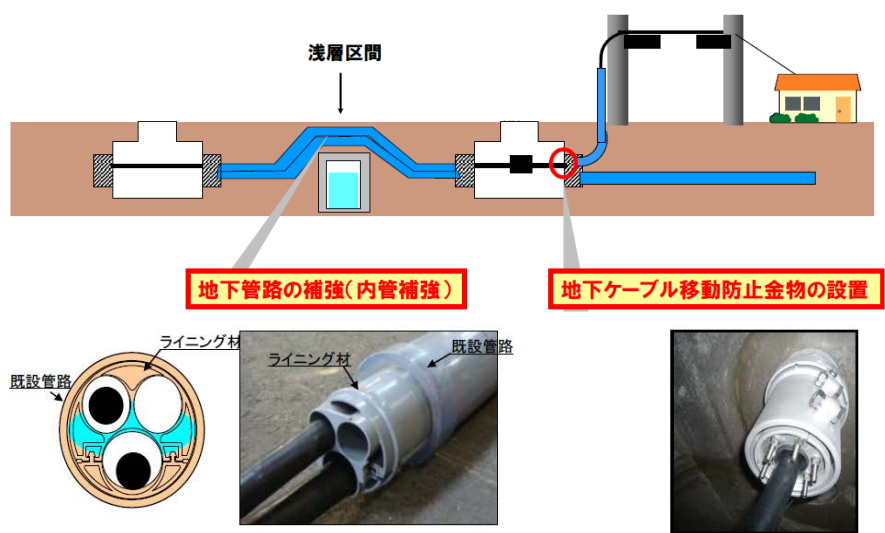 浅層区間
地下管路の補強(内管補強)
地下ケーブル移動防止金物の設置
ライニング材
既設管路
ライニング材
既設管路